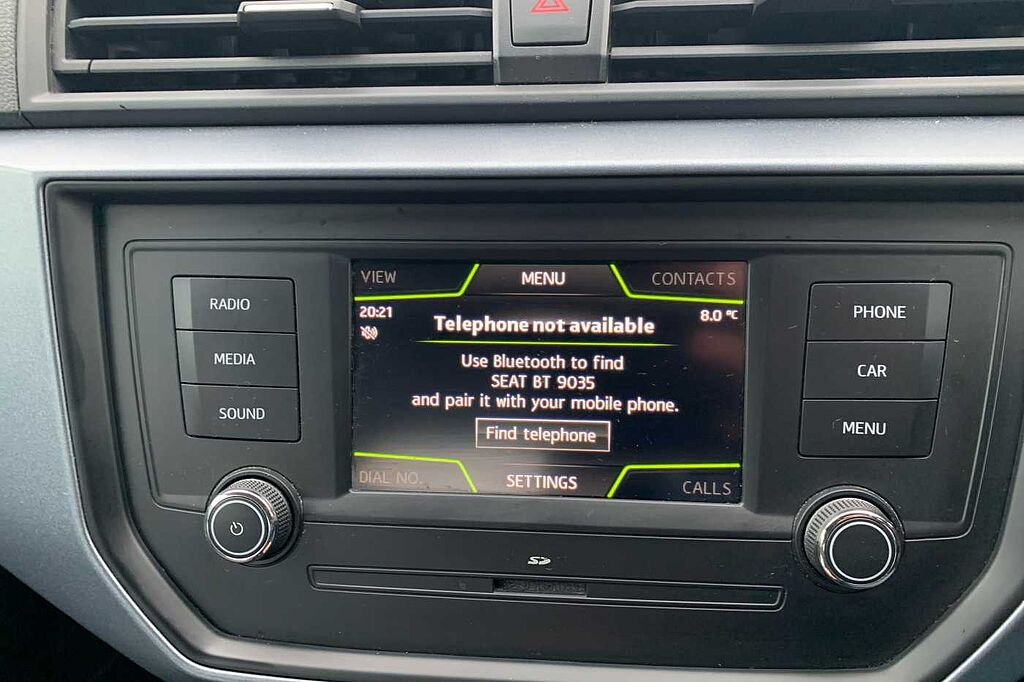 RADIO
MEDIA
SOUND
VIEW
MENU
CONTACTS
20:21
8.0 °C
Telephone not available
Use Bluetooth to find
SEAT BT 9035
and pair it with your mobile phone.
Find telephone
DIAL NO.
SETTINGS
CALLS
PHONE
CAR
MENU
SD